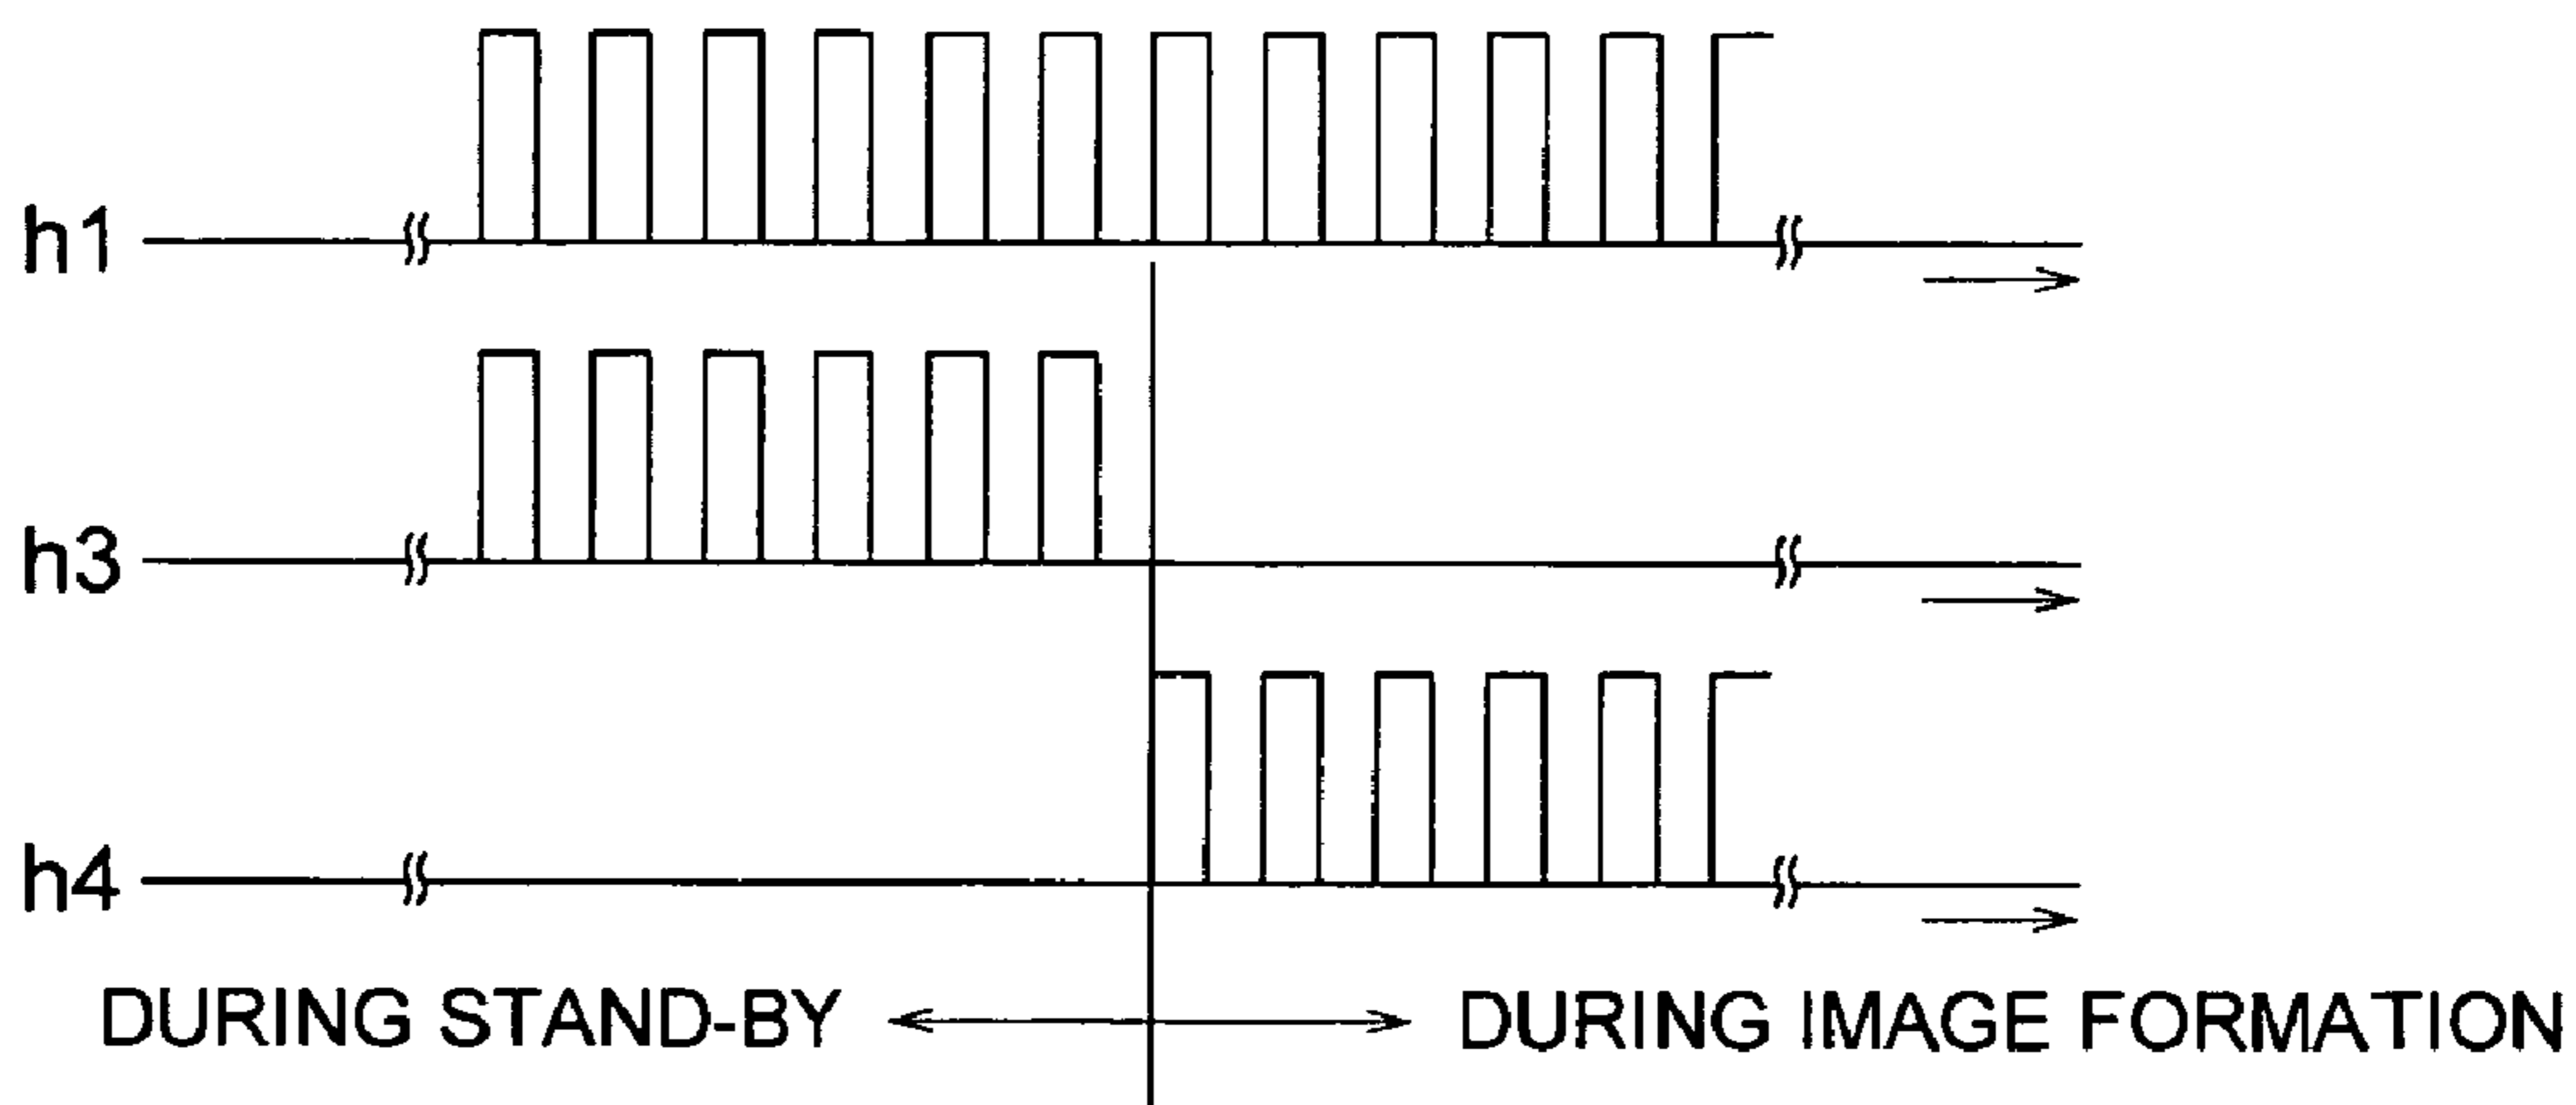 h1
h3
h4
DURING STAND-BY
DURING IMAGE FORMATION